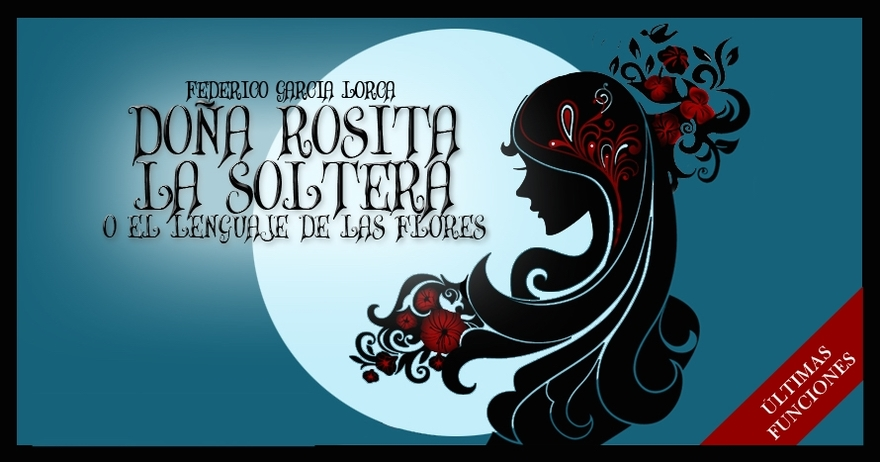 FEDERICO GARCIA LORCA
DOÑA ROSITA
LA SOLTERA
O EL LENGUAJE DE LAS FLORES
ÚLTIMAS
FUNCIONES